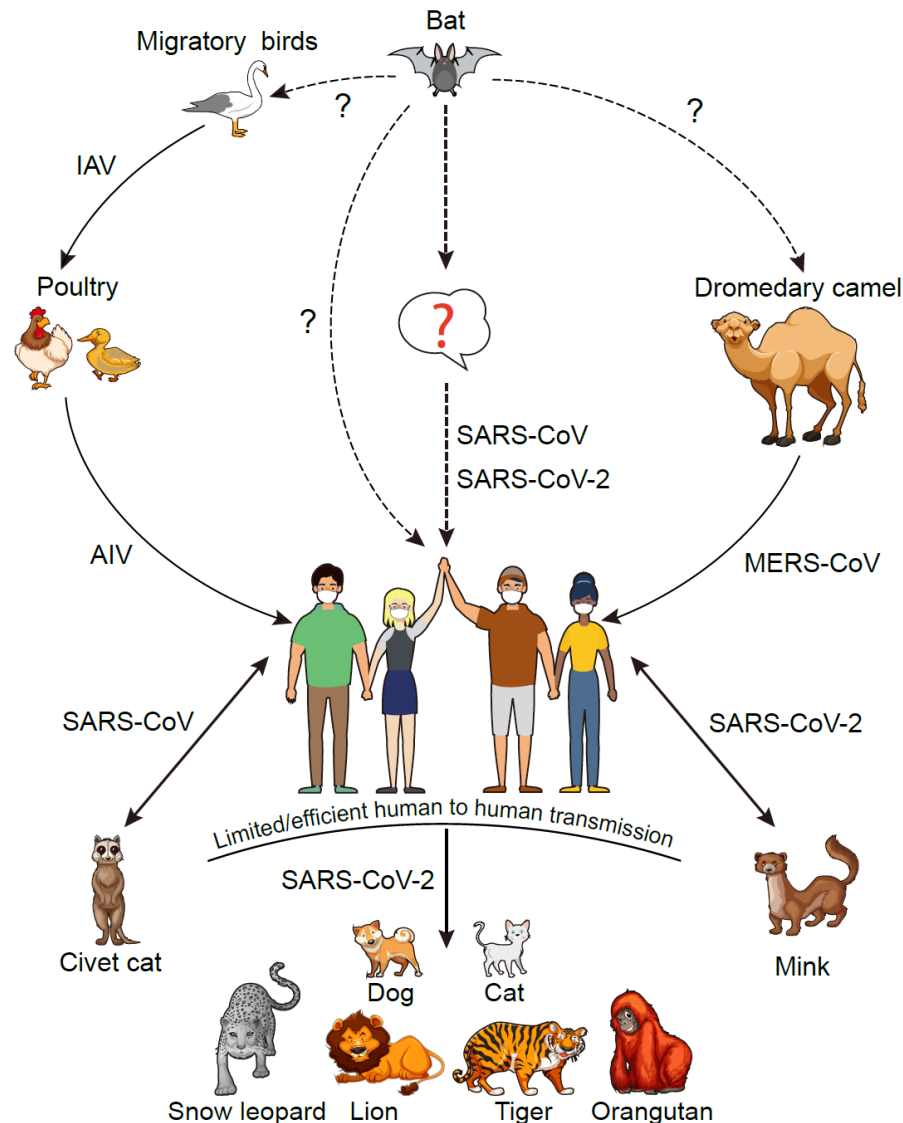 Bat
Migratory birds
?
?
IAV
Poultry
Dromedary camel
?
?
SARS-CoV
SARS-CoV-2
AIV
MERS-CoV
SARS-CoV
SARS-CoV-2
Limited/efficient human to human transmission
SARS-CoV-2
Civet cat
Dog
Cat
Mink
Snow leopard
Lion
Tiger
Orangutan